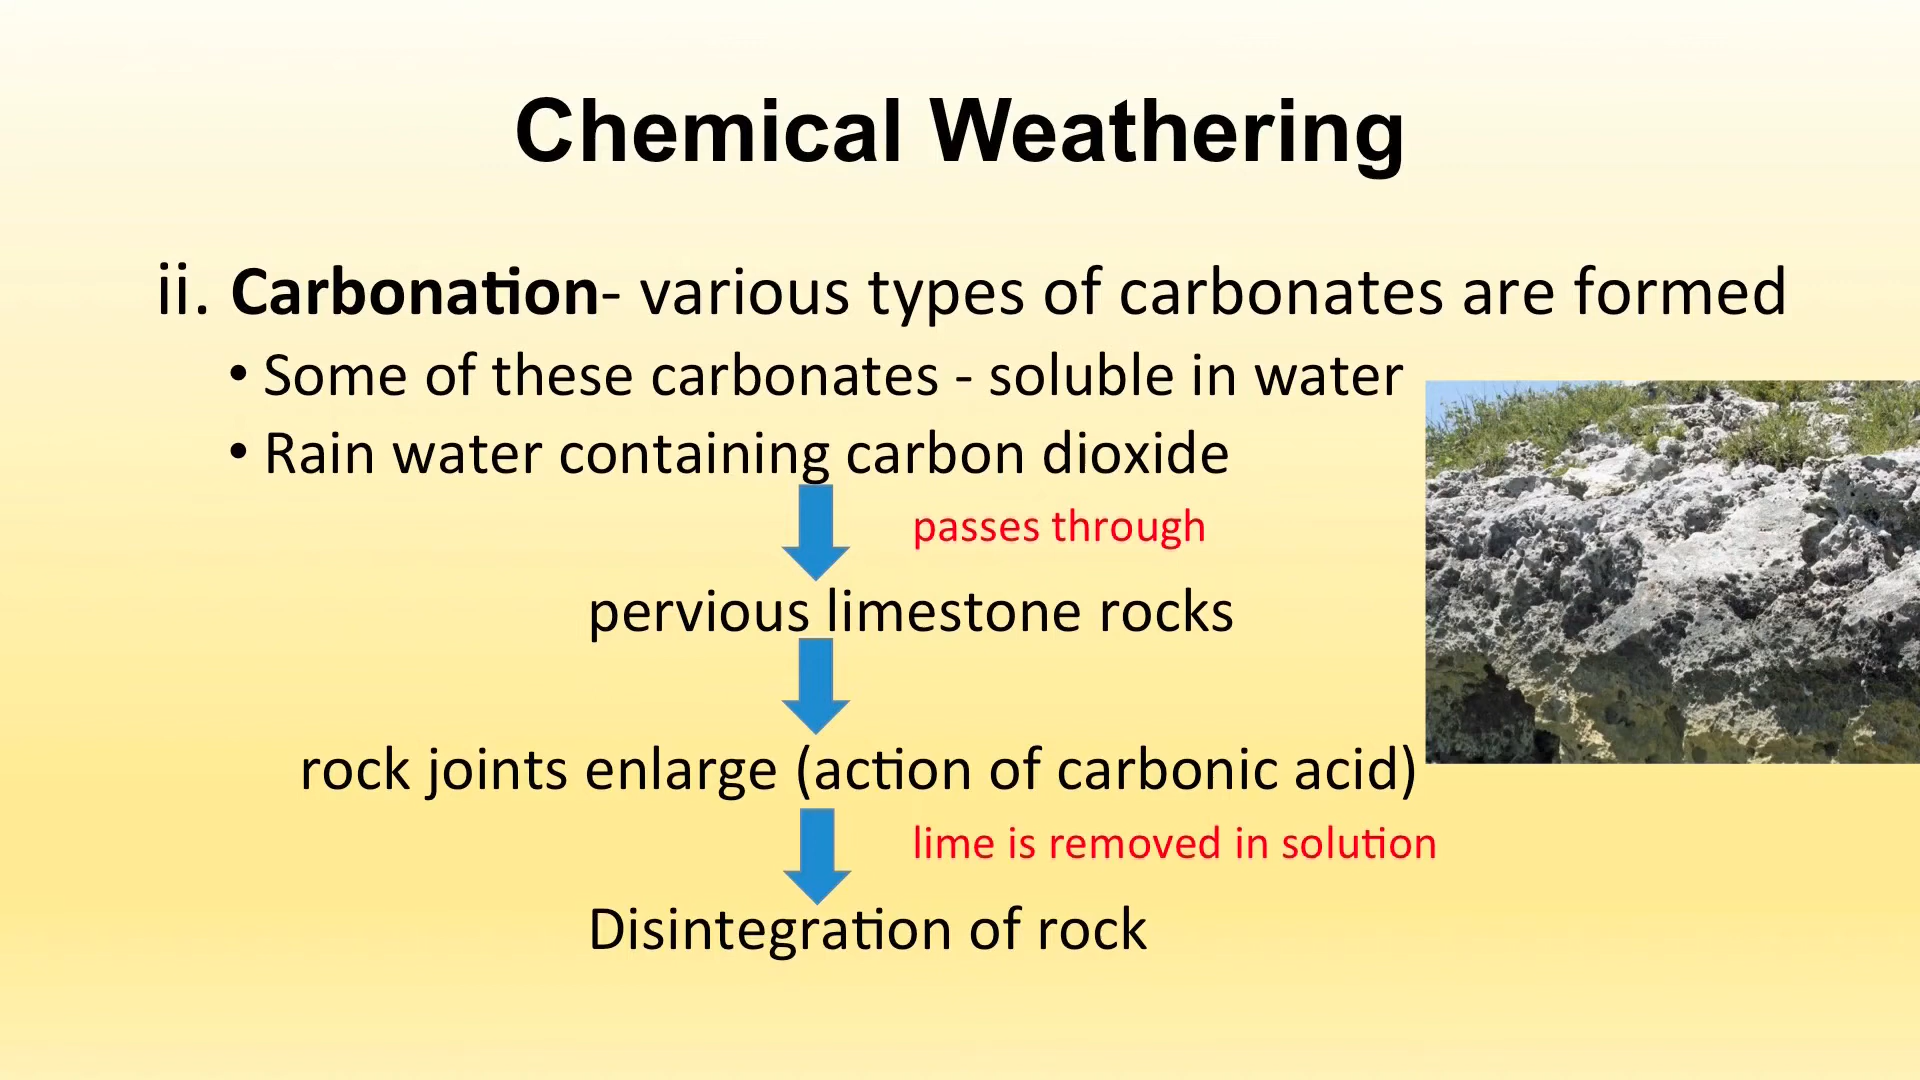 Chemical Weathering
ii. Carbonation- various types of carbonates are formed
• Some of these carbonates - soluble in water
• Rain water containing carbon dioxide
passes through
pervious limestone rocks
rock joints enlarge (action of carbonic acid)
lime is removed in solution
Disintegration of rock